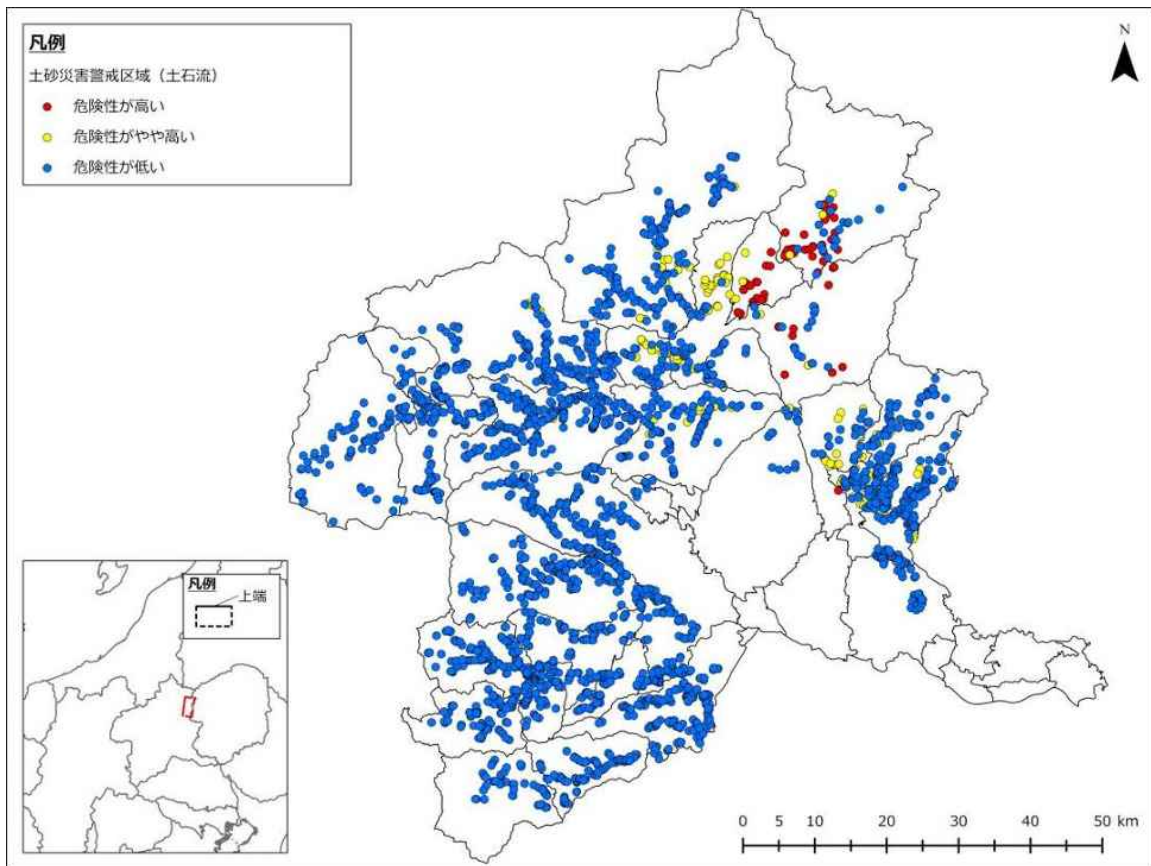 凡例
土砂災害警戒区域（土石流）
危険性が高い
危険性がやや高い
危険性が低い
N
凡例
上端
0 5 10 20 30 40 50 km